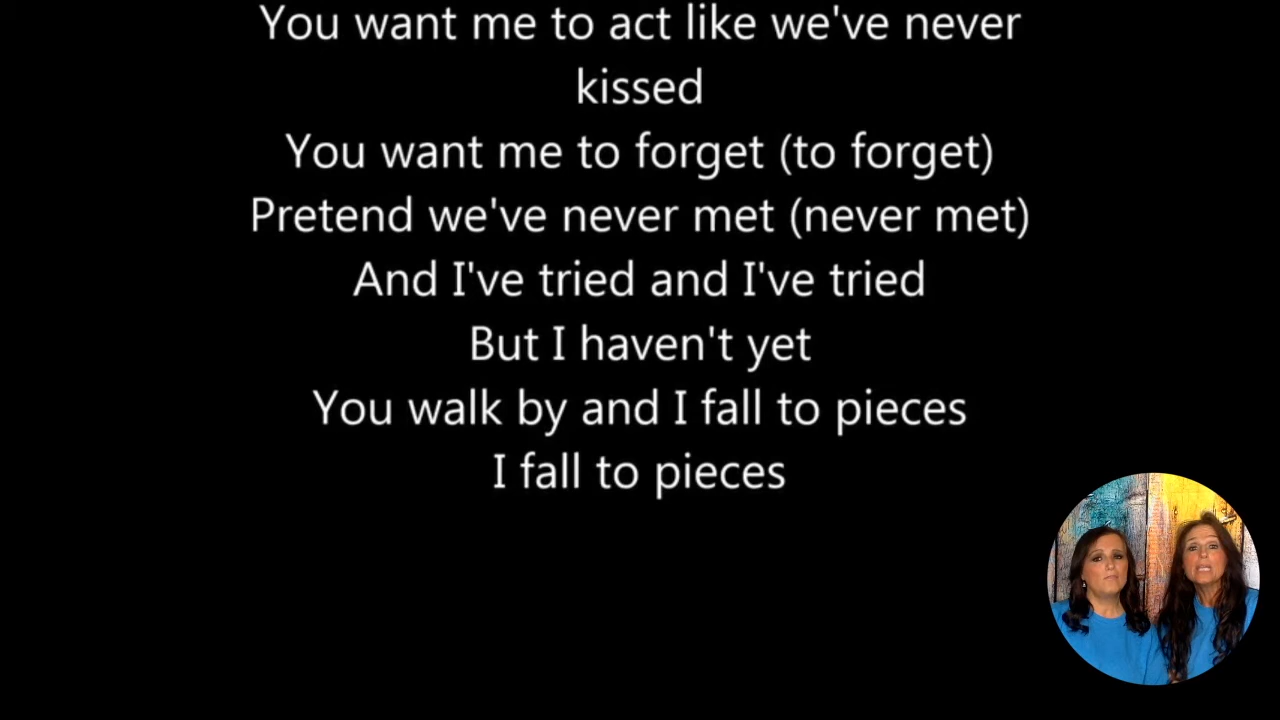 You want me to act like we've never
kissed
You want me to forget (to forget)
Pretend we've never met (never met)
And I've tried and I've tried
But I haven't yet
You walk by and I fall to pieces
I fall to pieces